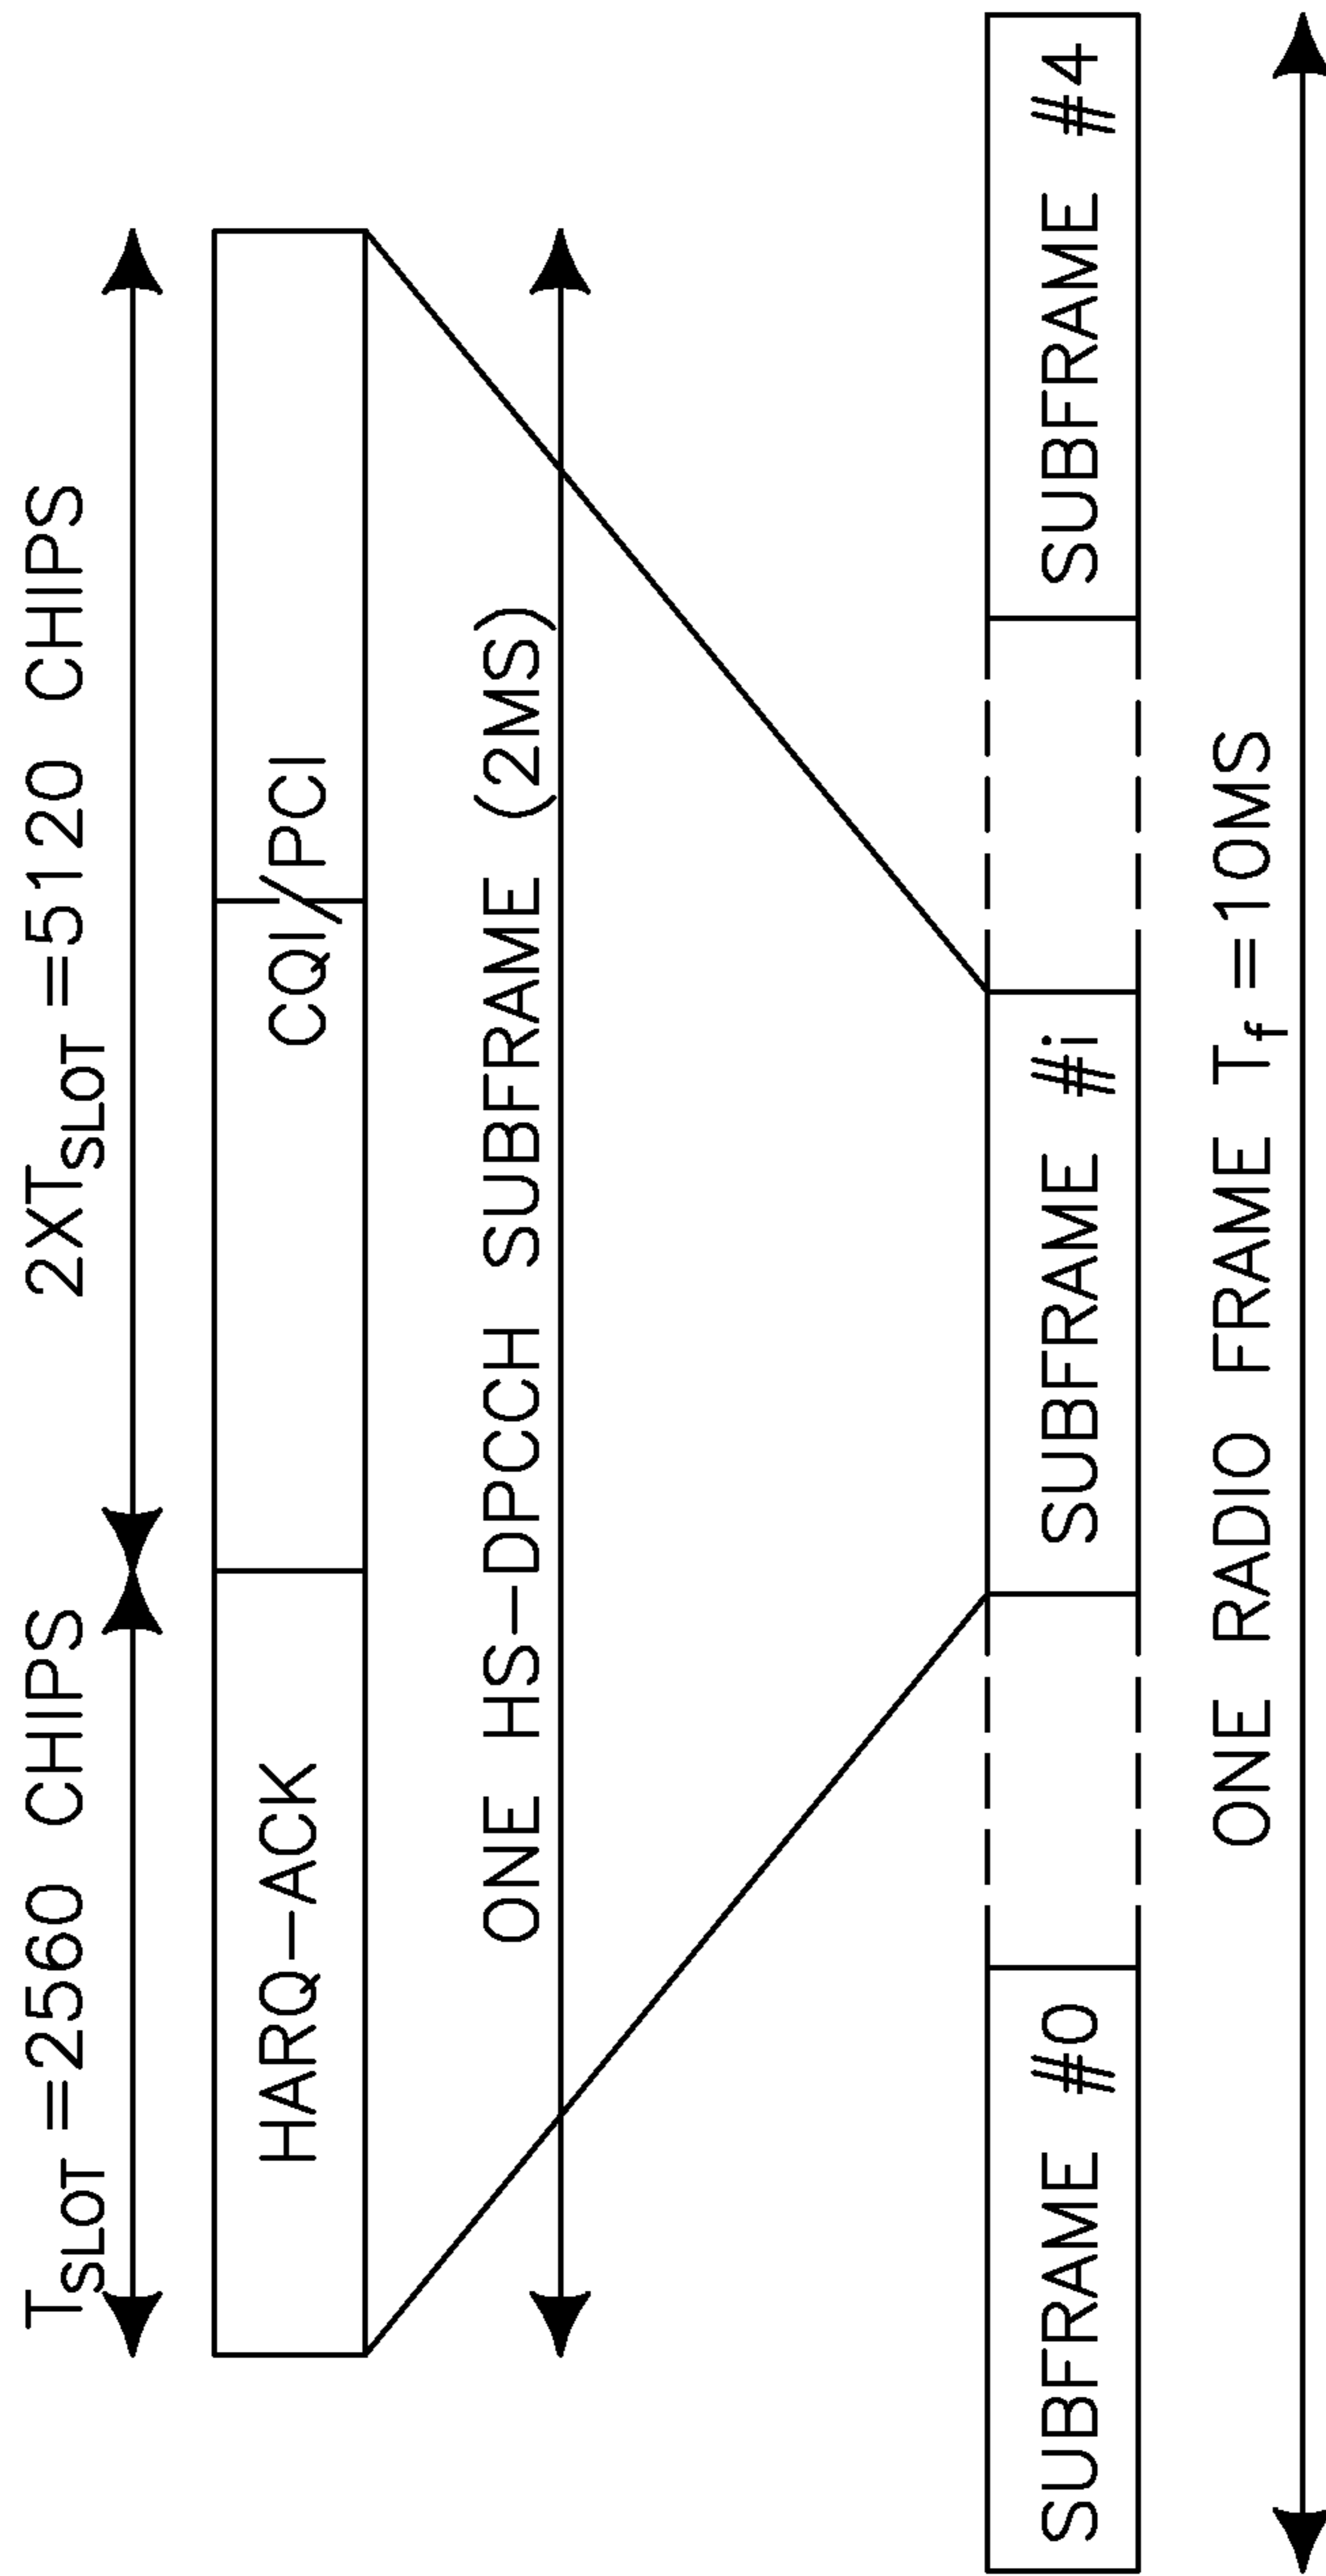 T_SLOT =2560 CHIPS 2XT_SLOT =5120 CHIPS
HARQ-ACK CQI/PCI
ONE HS-DPCCH SUBFRAME (2MS)
SUBFRAME #0 SUBFRAME #i SUBFRAME #4
ONE RADIO FRAME T_f =10MS